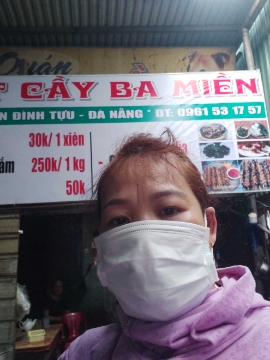 Quán
CẦY BA MIỀN
N ĐÌNH TỰU - ĐÀ NẴNG * ĐT: 0961 53 17 57
30k/ 1 xiên
250k/ 1 kg
50k